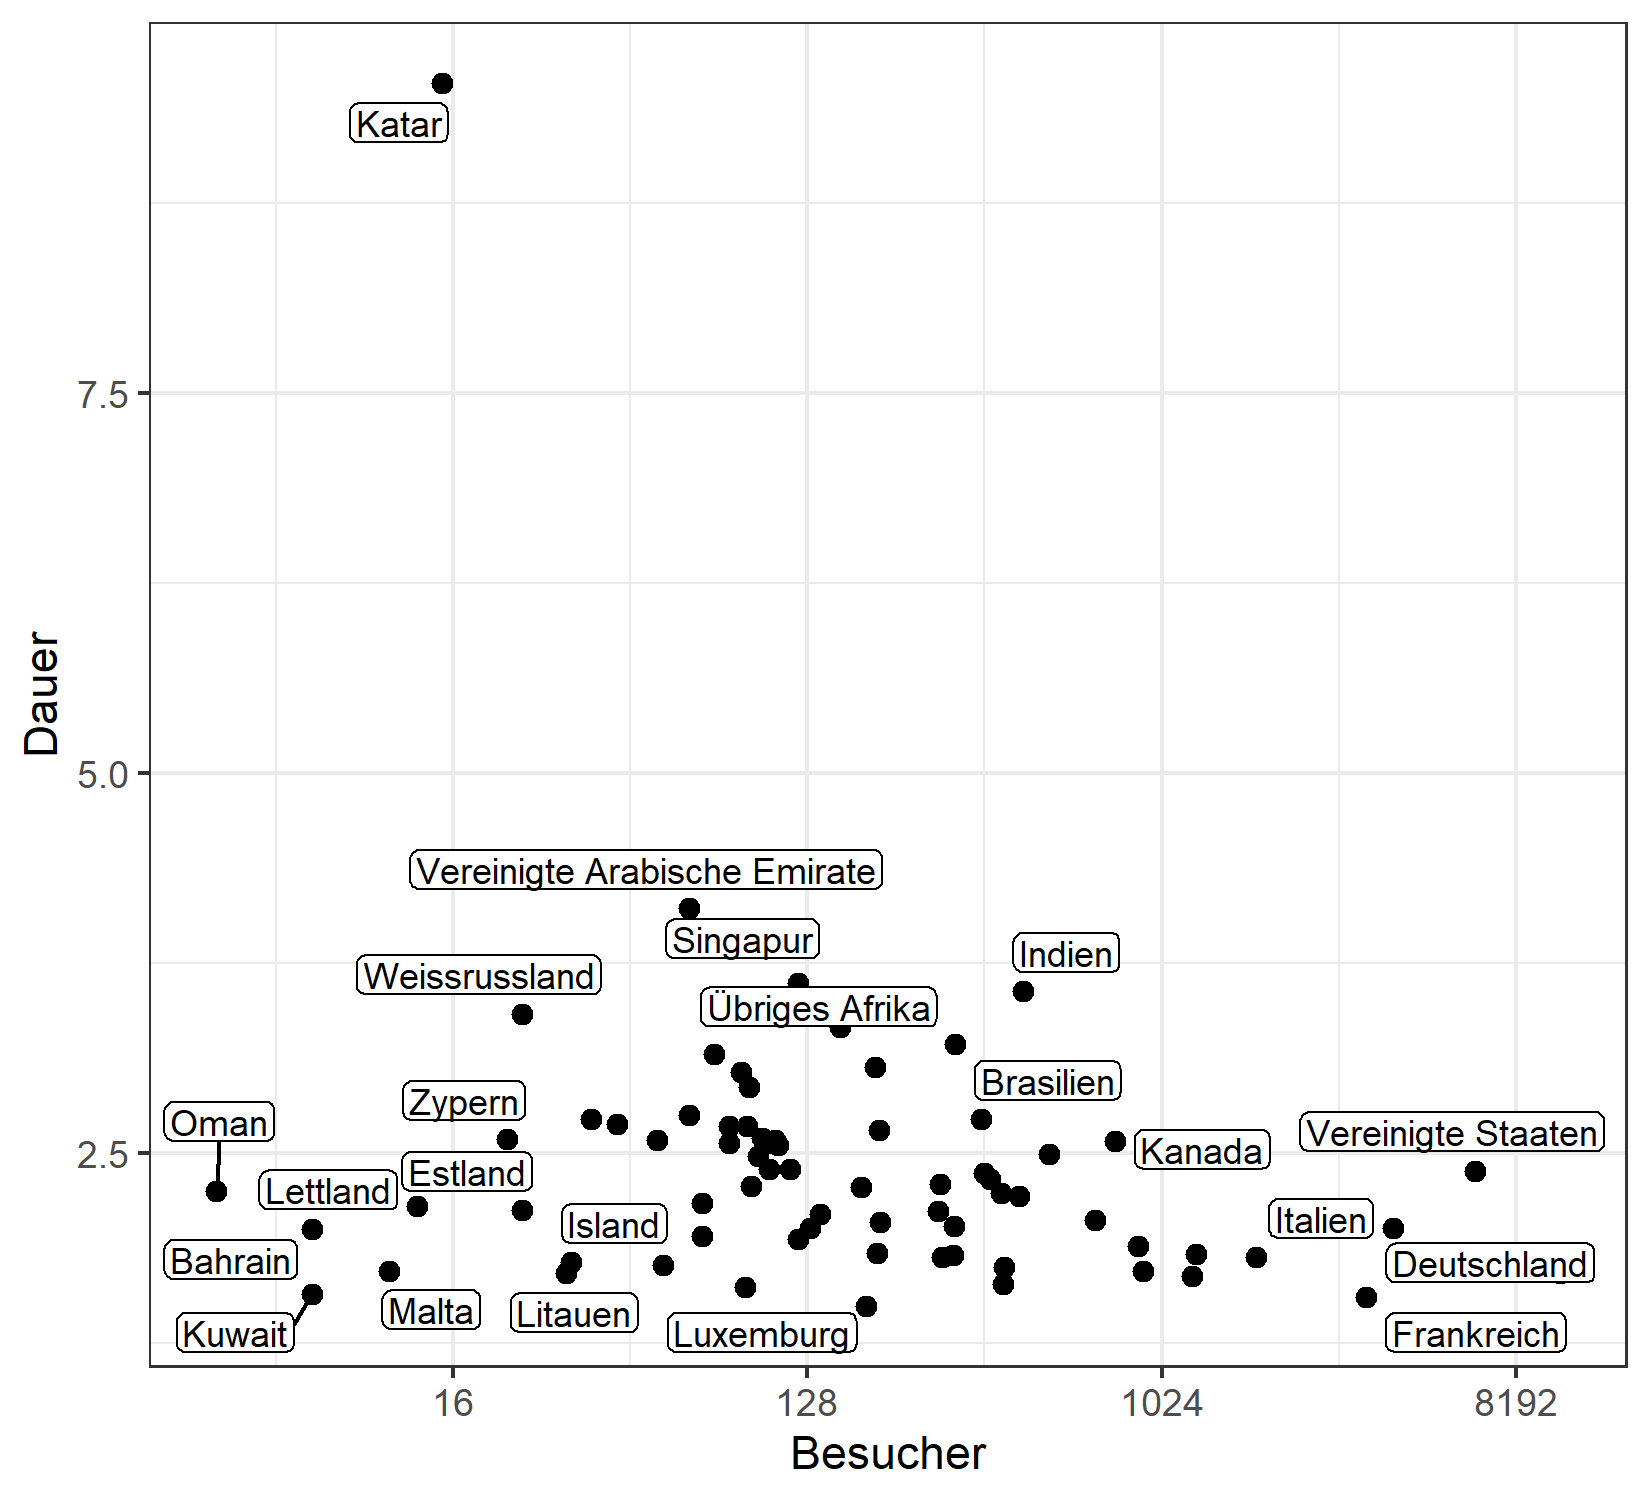 Katar
7.5
5.0
Dauer
Vereinigte Arabische Emirate
Singapur
Indien
Weissrussland
Übriges Afrika
Brasilien
Zypern
Oman
Vereinigte Staaten
Kanada
2.5
Estland
Lettland
Island
Italien
Bahrain
Deutschland
Malta
Litauen
Kuwait
Luxemburg
Frankreich
16
128
1024
8192
Besucher